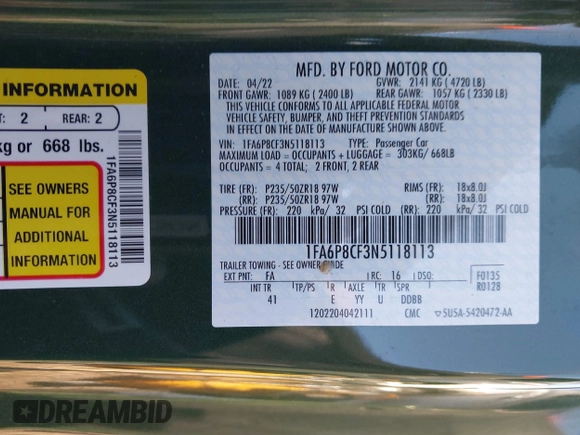 INFORMATION
2 REAR: 2
kg or 668 lbs.
SEE OWNERS
MANUAL FOR
ADDITIONAL
INFORMATION
1FA6P8CF3N5118113
MFD. BY FORD MOTOR CO.
DATE: 04/22 GVWR: 2141 KG ( 4720 LB)
FRONT GAWR: 1089 KG ( 2400 LB) REAR GAWR: 1057 KG ( 2330 LB)
THIS VEHICLE CONFORMS TO ALL APPLICABLE FEDERAL MOTOR
VEHICLE SAFETY, BUMPER, AND THEFT PREVENTION STANDARDS
IN EFFECT ON THE DATE OF MANUFACTURE SHOWN ABOVE.
VIN: 1FA6P8CF3N5118113 TYPE: Passenger Car
MAXIMUM LOAD = OCCUPANTS + LUGGAGE = 303KG/ 668LB
OCCUPANTS = 4 TOTAL; 2 FRONT, 2 REAR
TIRE (FR): P235/50ZR18 97W RIMS (FR): 18x8.0J
(RR): P235/50ZR18 97W (RR): 18x8.0J
PRESSURE (FR): 220 kPa/ 32 PSI COLD (RR): 220 kPa/ 32 PSI COLD
1FA6P8CF3N5118113
TRAILER TOWING - SEE OWNER GUIDE
EXT PNT: FA RC: 16 DSO: F0135
INT TR TP/PS R AXLE TR SPR R0128
41 E YY U DDBB
1202204042111 CMC 5U5A-5420472-AA
DREAMBID